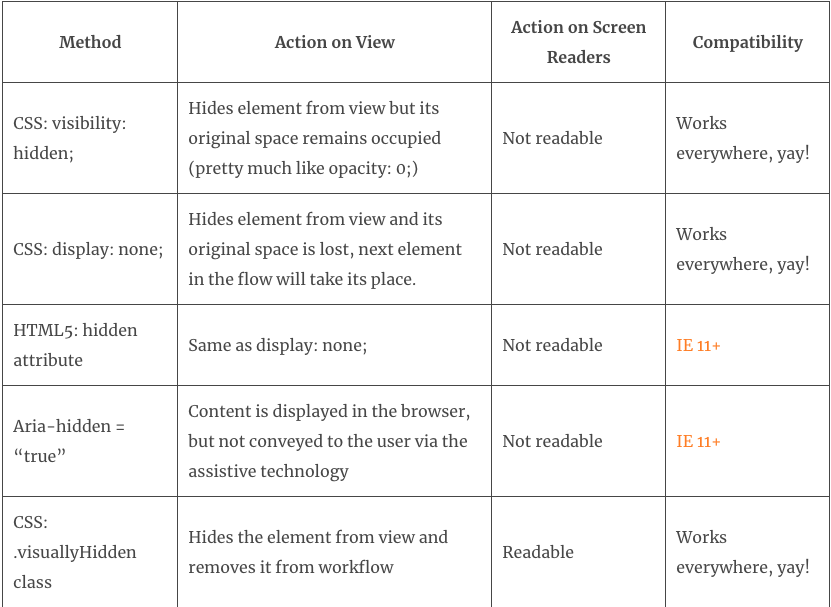 Method
Action on View
Action on Screen
Readers
Compatibility
CSS: visibility:
hidden;
Hides element from view but its
original space remains occupied
(pretty much like opacity: 0;)
Not readable
Works
everywhere, yay!
CSS: display: none;
Hides element from view and its
original space is lost, next element
in the flow will take its place.
Not readable
Works
everywhere, yay!
HTML5: hidden
attribute
Same as display: none;
Not readable
IE 11+
Aria-hidden =
“true”
Content is displayed in the browser,
but not conveyed to the user via the
assistive technology
Not readable
IE 11+
CSS:
.visuallyHidden
class
Hides the element from view and
removes it from workflow
Readable
Works
everywhere, yay!